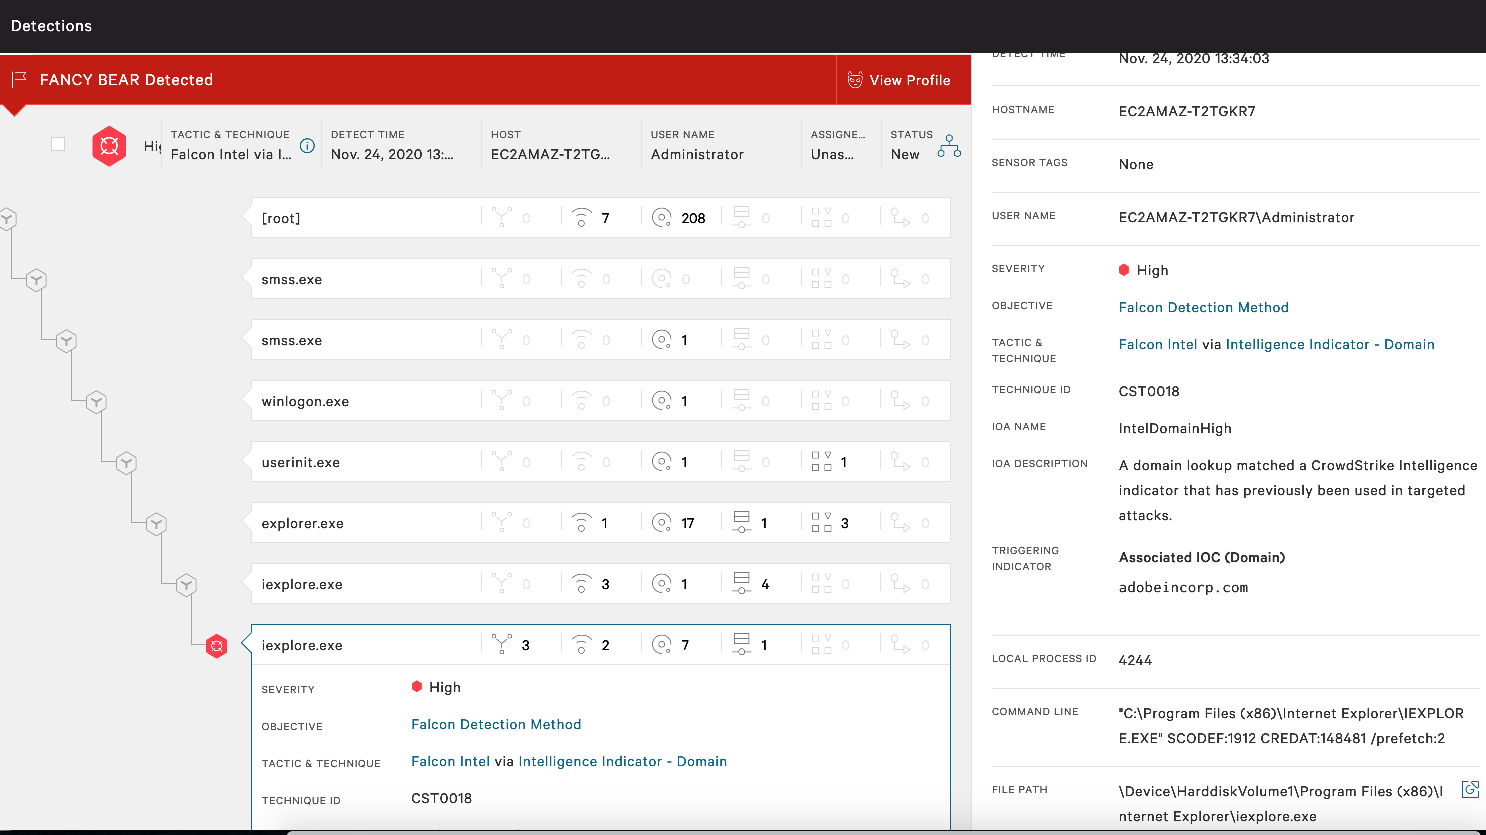 Detections
FANCY BEAR Detected
View Profile
TACTIC & TECHNIQUE
Falcon Intel via I...
DETECT TIME
Nov. 24, 2020 13:...
HOST
EC2AMAZ-T2TG...
USER NAME
Administrator
ASSIGNE...
Unas...
STATUS
New
[root] 0 7 208 0 0 0
smss.exe 0 0 0 0 0 0
smss.exe 0 0 1 0 0 0
winlogon.exe 0 0 1 0 0 0
userinit.exe 0 0 1 0 1 0
explorer.exe 0 1 17 1 3 0
iexplore.exe 0 3 1 4 0 0
iexplore.exe 3 2 7 1 0 0
SEVERITY High
OBJECTIVE Falcon Detection Method
TACTIC & TECHNIQUE Falcon Intel via Intelligence Indicator - Domain
TECHNIQUE ID CST0018
DETECT TIME Nov. 24, 2020 13:34:03
HOSTNAME EC2AMAZ-T2TGKR7
SENSOR TAGS None
USER NAME EC2AMAZ-T2TGKR7\Administrator
SEVERITY High
OBJECTIVE Falcon Detection Method
TACTIC &
TECHNIQUE
Falcon Intel via Intelligence Indicator - Domain
TECHNIQUE ID CST0018
IOA NAME IntelDomainHigh
IOA DESCRIPTION A domain lookup matched a CrowdStrike Intelligence
indicator that has previously been used in targeted
attacks.
TRIGGERING
INDICATOR
Associated IOC (Domain)
adobeincorp.com
LOCAL PROCESS ID 4244
COMMAND LINE "C:\Program Files (x86)\Internet Explorer\IEXPLOR
E.EXE" SCODEF:1912 CREDAT:148481 /prefetch:2
FILE PATH \Device\HarddiskVolume1\Program Files (x86)\I
nternet Explorer\iexplore.exe